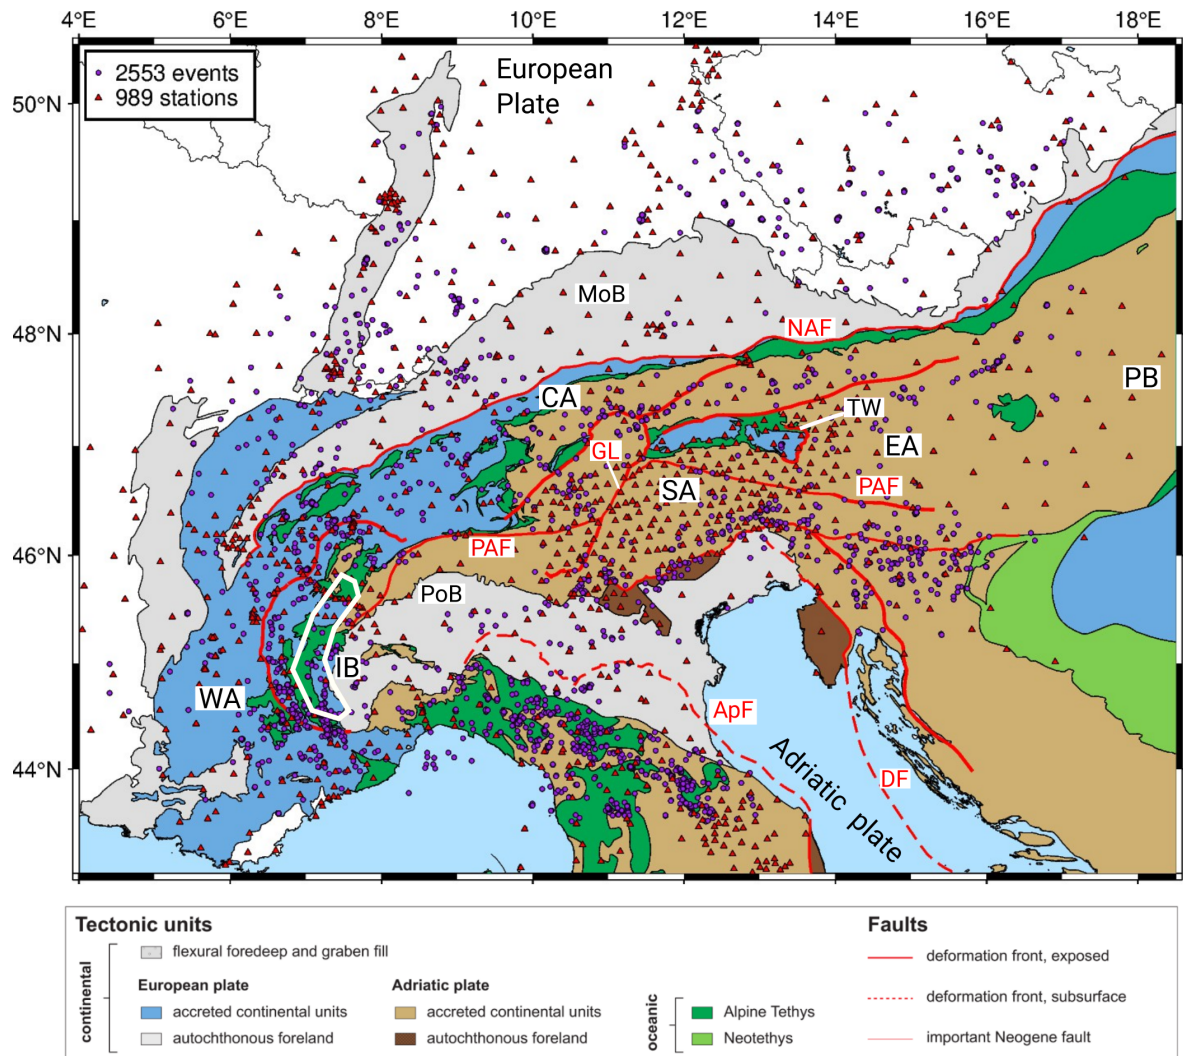 4°E 6°E 8°E 10°E 12°E 14°E 16°E 18°E
2553 events
989 stations
European
Plate
50°N
MoB
48°N
NAF
PB
CA
TW
EA
GL
SA
PAF
46°N
PAF
PoB
IB
WA
ApF
Adriatic plate
DF
44°N
Tectonic units
Faults
continental
flexural foredeep and graben fill
deformation front, exposed
European plate
Adriatic plate
accreted continental units
accreted continental units
oceanic
Alpine Tethys
deformation front, subsurface
autochthonous foreland
autochthonous foreland
Neotethys
important Neogene fault